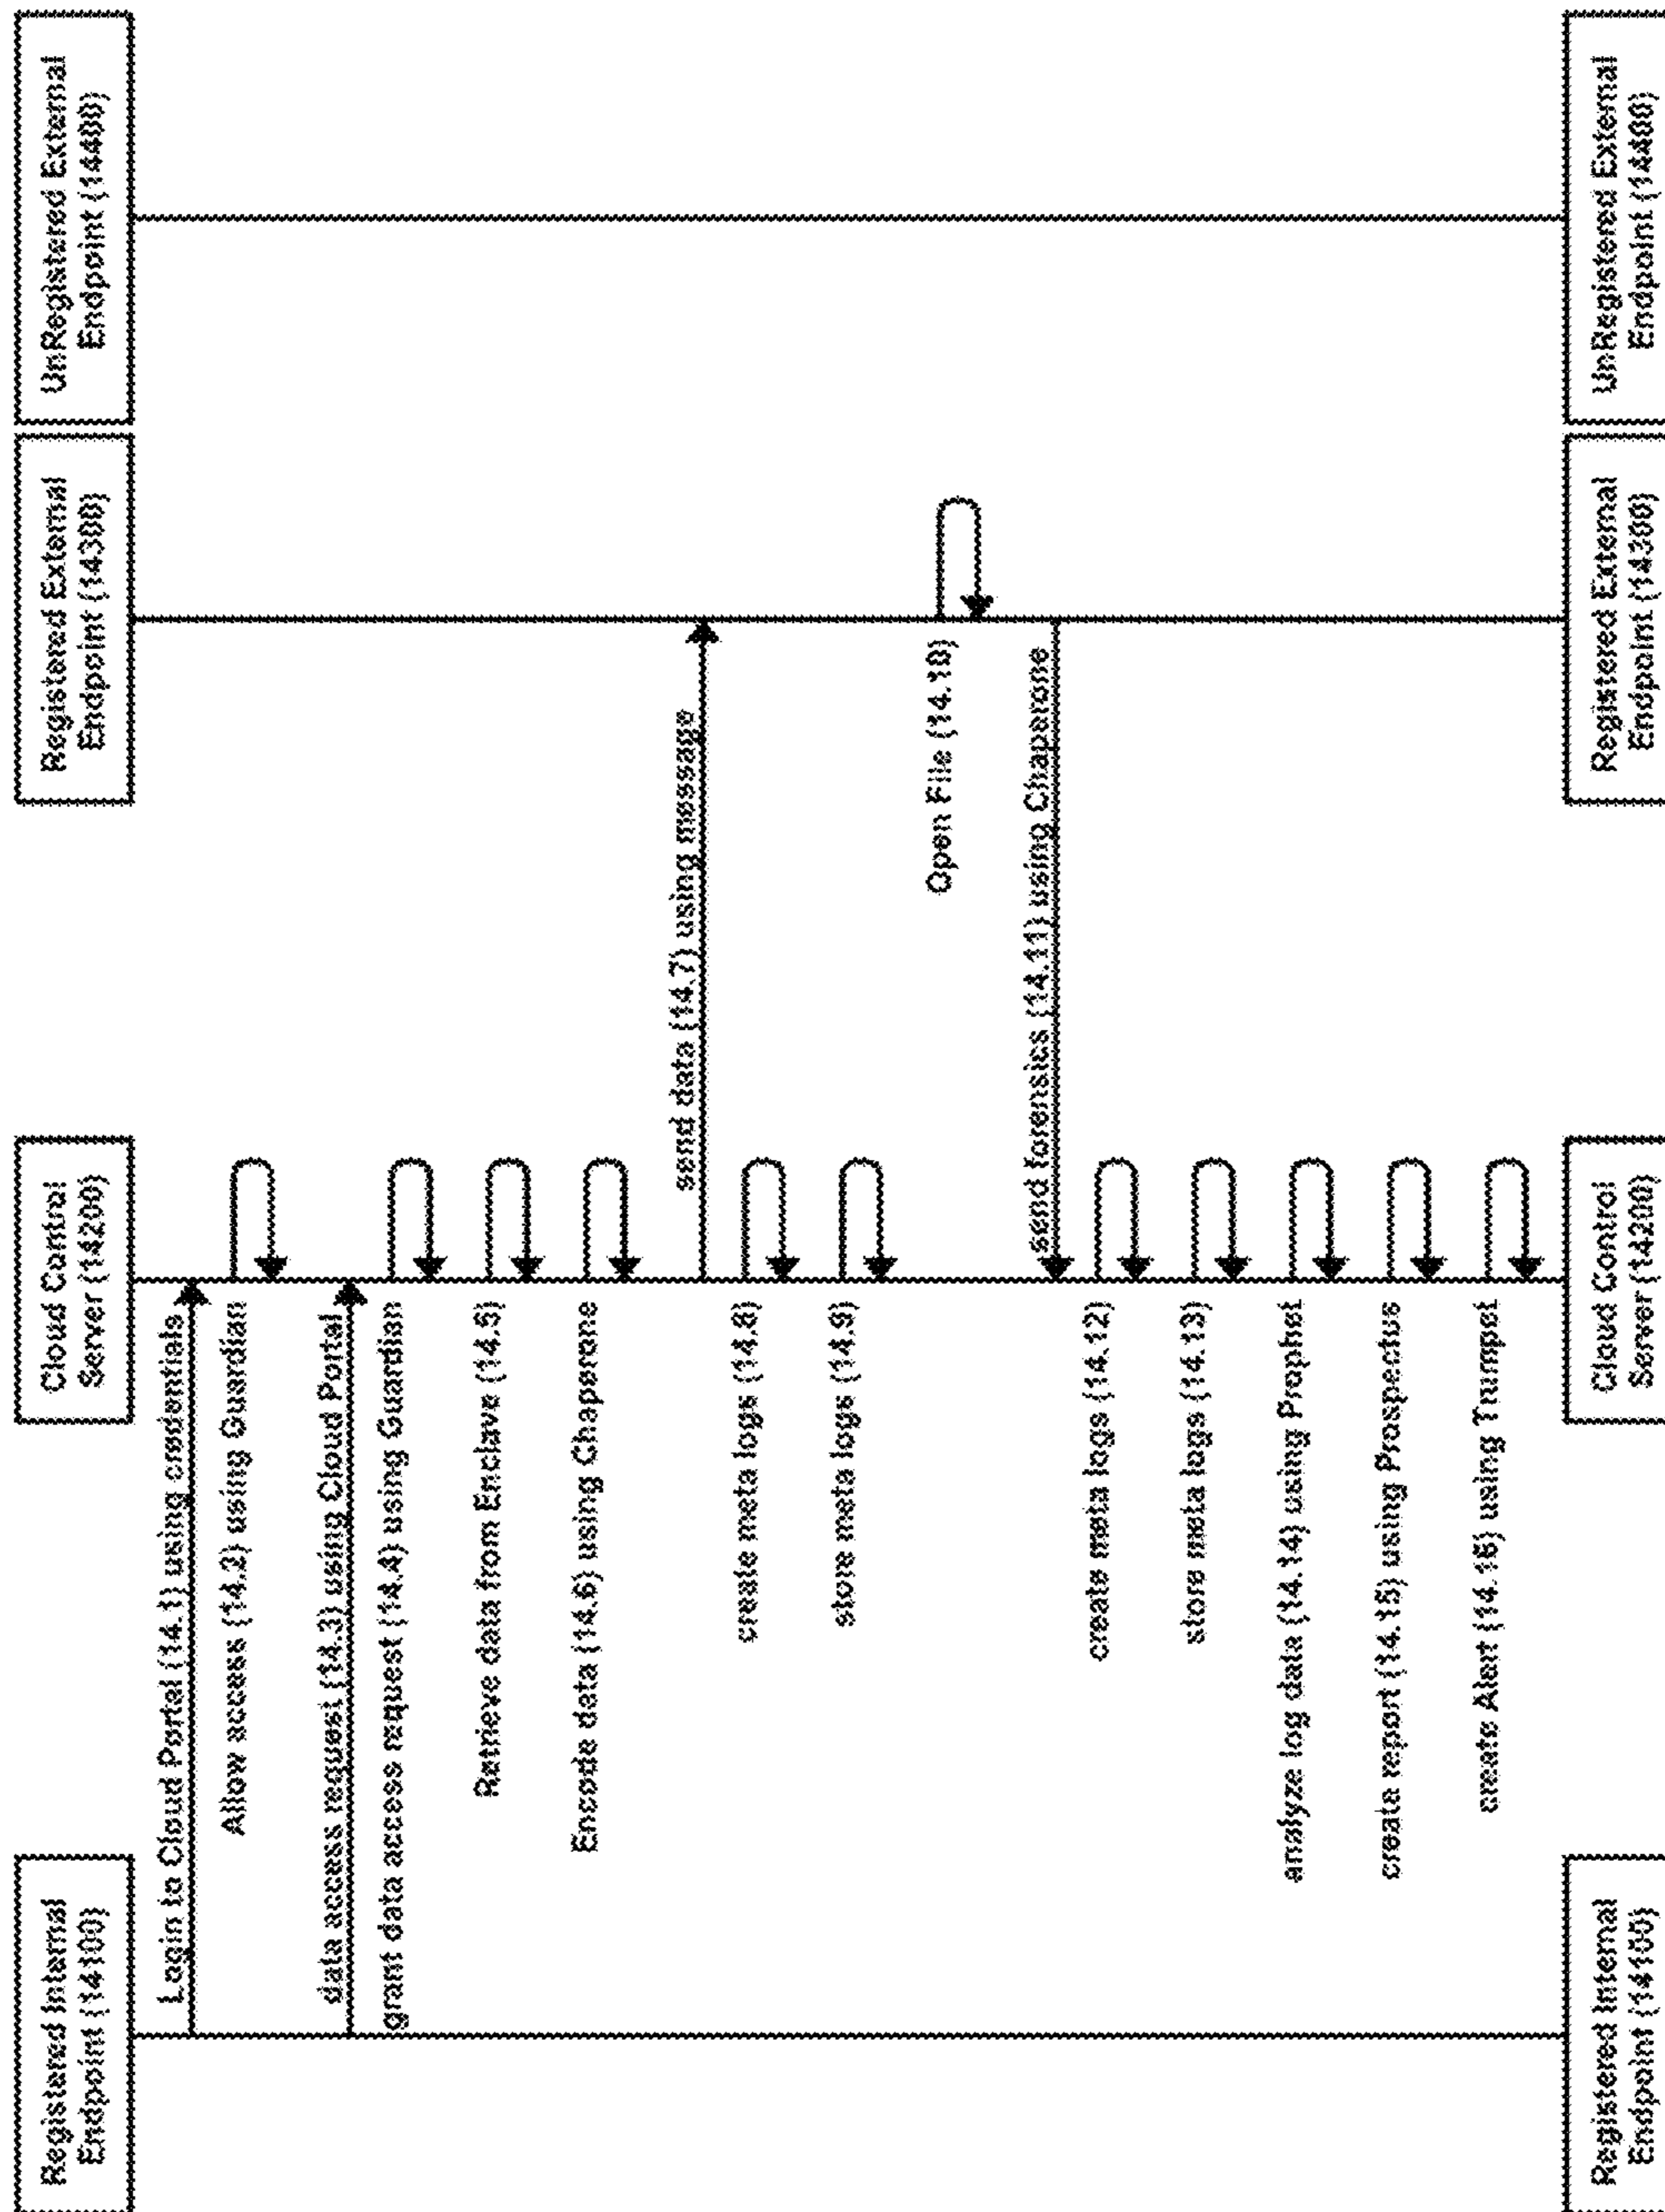 Registered Internal
Endpoint (14100)
Cloud Control
Server (14200)
Registered External
Endpoint (14300)
UnRegistered External
Endpoint (14400)
Login to Cloud Portal (14.1) using credentials
Allow access (14.2) using Guardian
data access request (14.3) using Cloud Portal
grant data access request (14.4) using Guardian
Retrieve data from Enclave (14.5)
Encode data (14.6) using Chaperone
send data (14.7) using message
create meta logs (14.8)
store meta logs (14.9)
Open File (14.10)
send forensics (14.11) using Chaperone
create meta logs (14.12)
store meta logs (14.13)
analyze log data (14.14) using Prophet
create report (14.15) using Prospectus
create Alert (14.16) using Trumpet
Registered Internal
Endpoint (14100)
Cloud Control
Server (14200)
Registered External
Endpoint (14300)
UnRegistered External
Endpoint (14400)